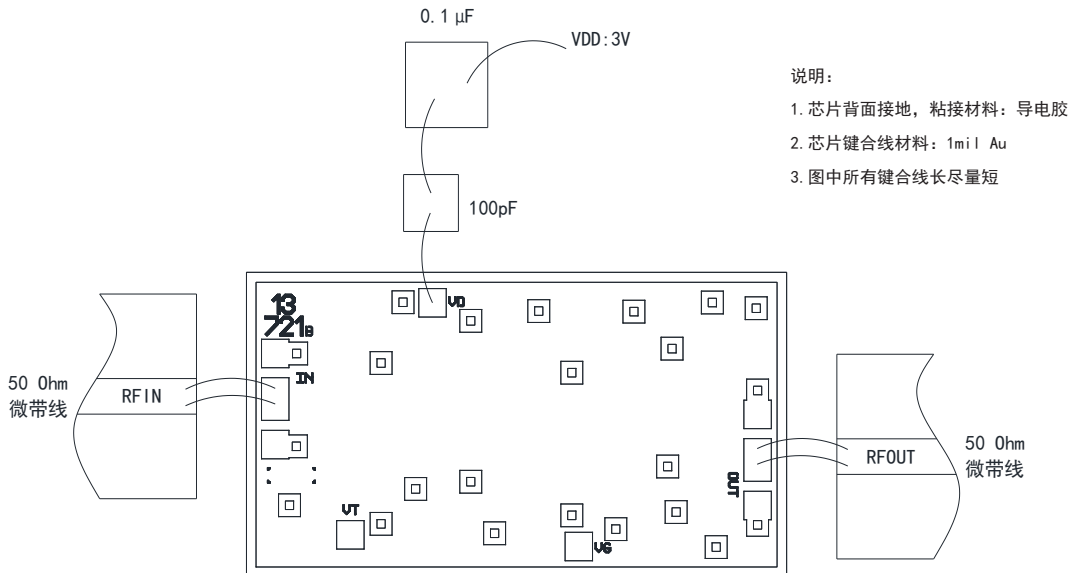 0.1 μF
VDD:3V
说明:
1.芯片背面接地, 粘接材料: 导电胶
2.芯片键合线材料: 1mil Au
3.图中所有键合线长尽量短
100pF
13
721B
VD
IN
50 Ohm
微带线
RFIN
RFOUT
50 Ohm
微带线
OUT
VT
VG